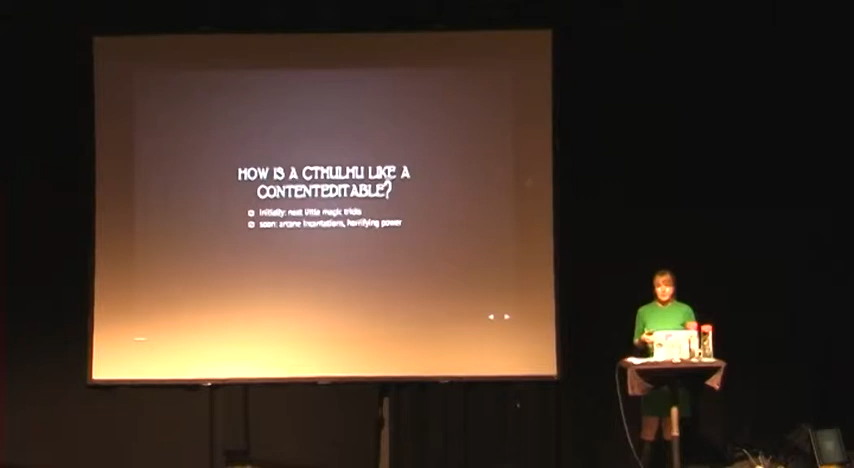 HOW IS A CTHULHU LIKE A
CONTENTEDITABLE?
initially: neat little magic tricks
soon: arcane incantations, horrifying power